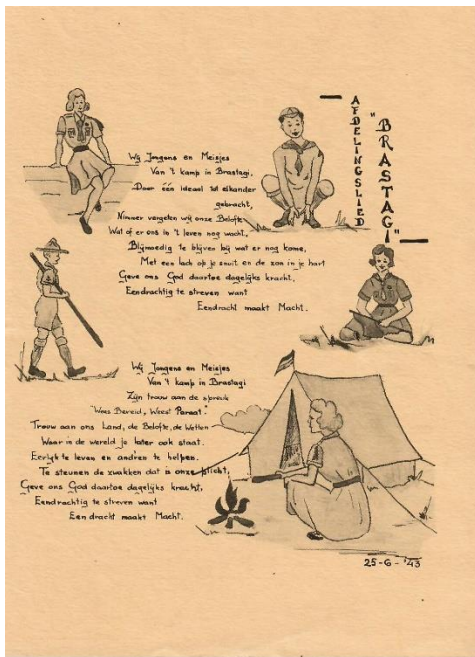 AFDELINGSLIED
"BRASTAGI"
Wij Jongens en Meisjes
Van 't kamp in Brastagi,
Door één ideaal tot elkander
gebracht,
Nimmer vergeten wij onze Belofte
Wat of er ons in 't leven nog wacht,
Blijmoedig te blijven bij wat er nog kome,
Met een lach op je snuit en de zon in je hart
Geve ons God daartoe dagelijks kracht,
Eendrachtig te streven want
Eendracht maakt Macht.
Wij Jongens en Meisjes
Van 't kamp in Brastagi
Zijn trouw aan de spreuk
"Wees Bereid, Weest Paraat."
Trouw aan ons Land, de Belofte, de Wetten
Waar in de wereld je later ook staat.
Eerlijk te leven en andren te helpen.
Te steunen de zwakken dat is onze plicht,
Geve ons God daartoe dagelijks kracht,
Eendrachtig te streven want
Eendracht maakt Macht.
25-6-'43